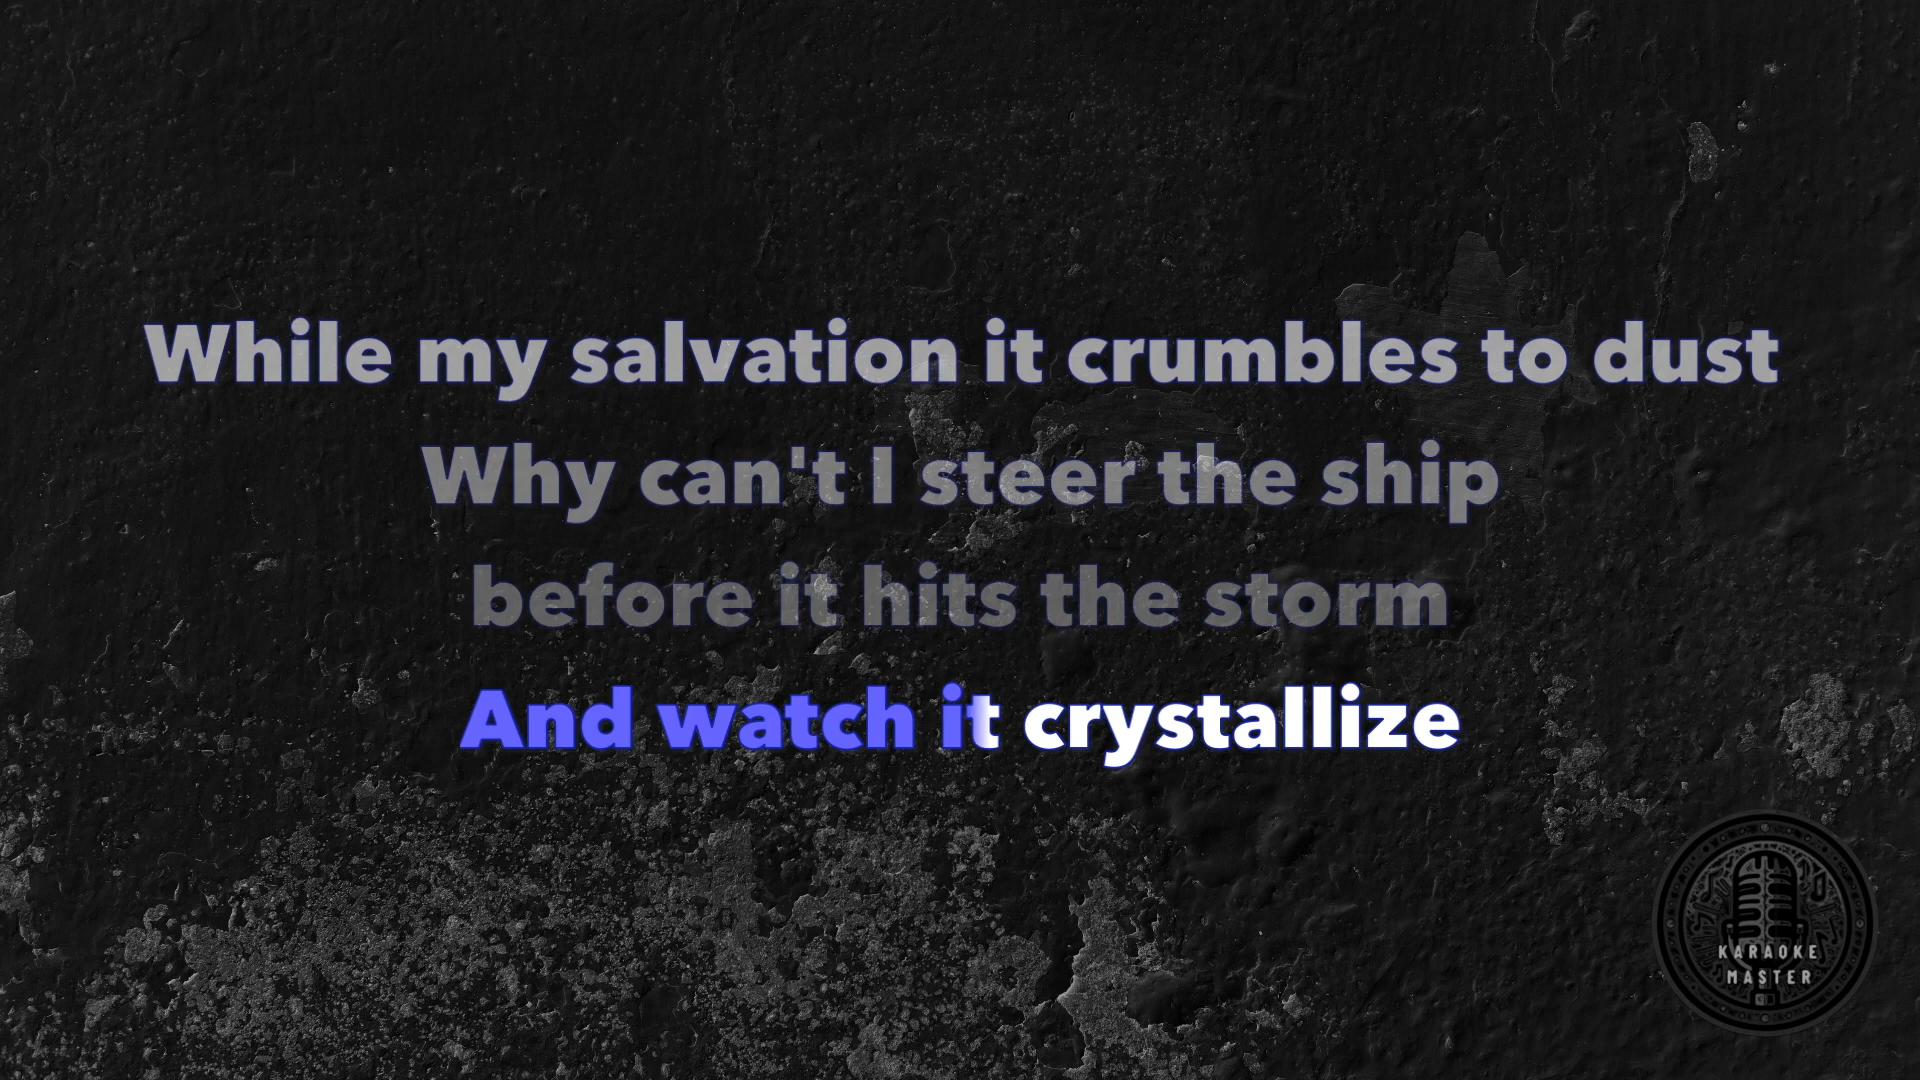 While my salvation it crumbles to dust
Why can't I steer the ship
before it hits the storm
And watch it crystallize
KARAOKE
MASTER